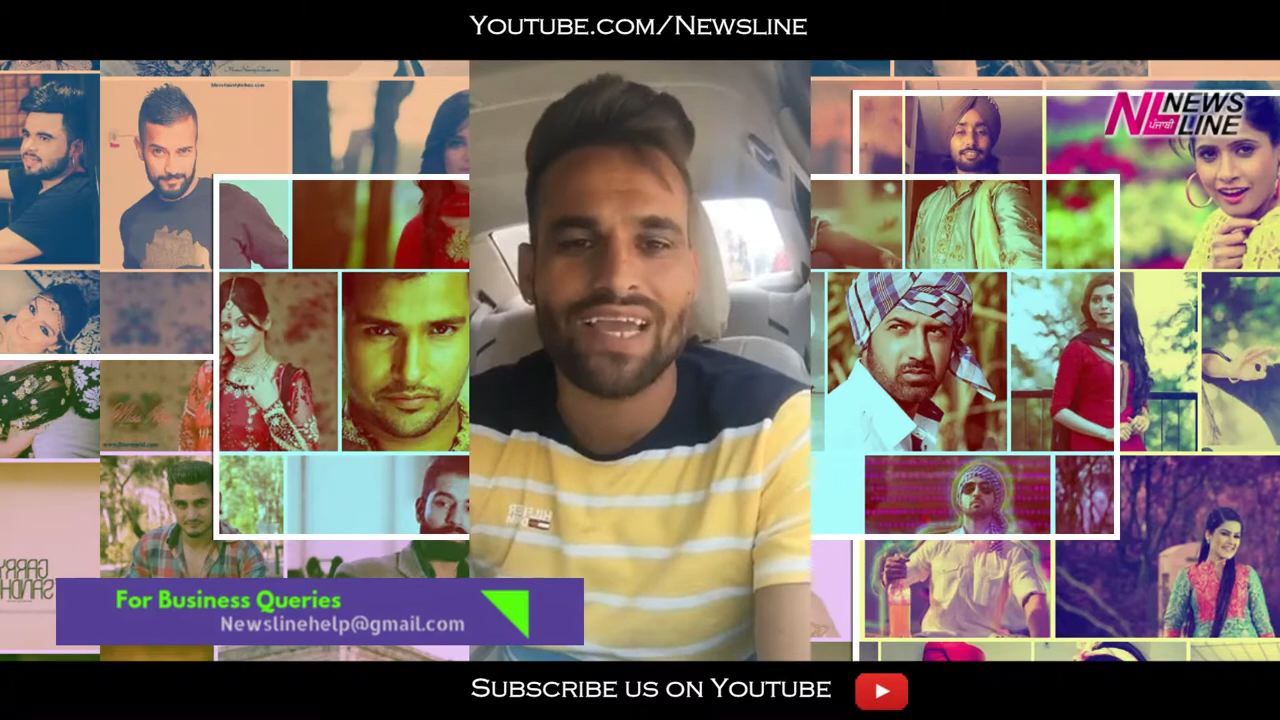 Youtube.com/Newsline
NL NEWS
ਪੰਜਾਬੀ LINE
For Business Queries
Newslinehelp@gmail.com
Subscribe us on Youtube